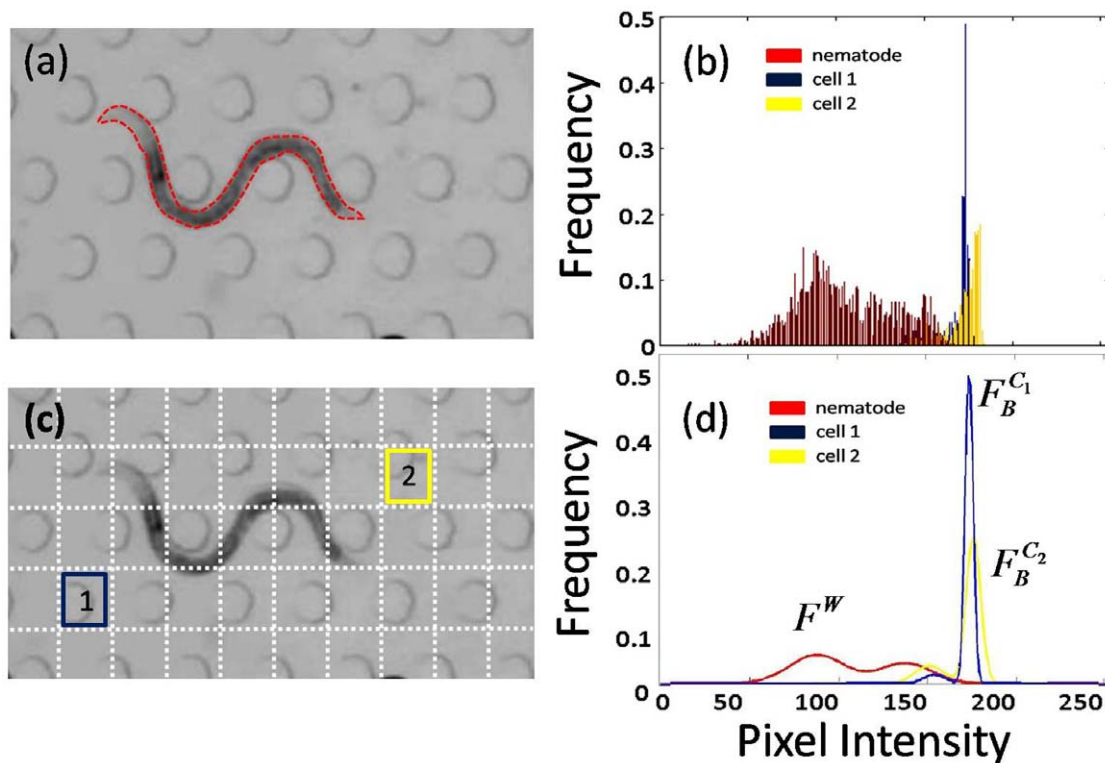 (a)
(b)
0.5
0.4
0.3
0.2
0.1
0
Frequency
nematode
cell 1
cell 2
(c)
1
2
(d)
0.5
0.4
0.3
0.2
0.1
0
Frequency
nematode
cell 1
cell 2
F_B^{C_1}
F_B^{C_2}
F^W
0 50 100 150 200 250
Pixel Intensity